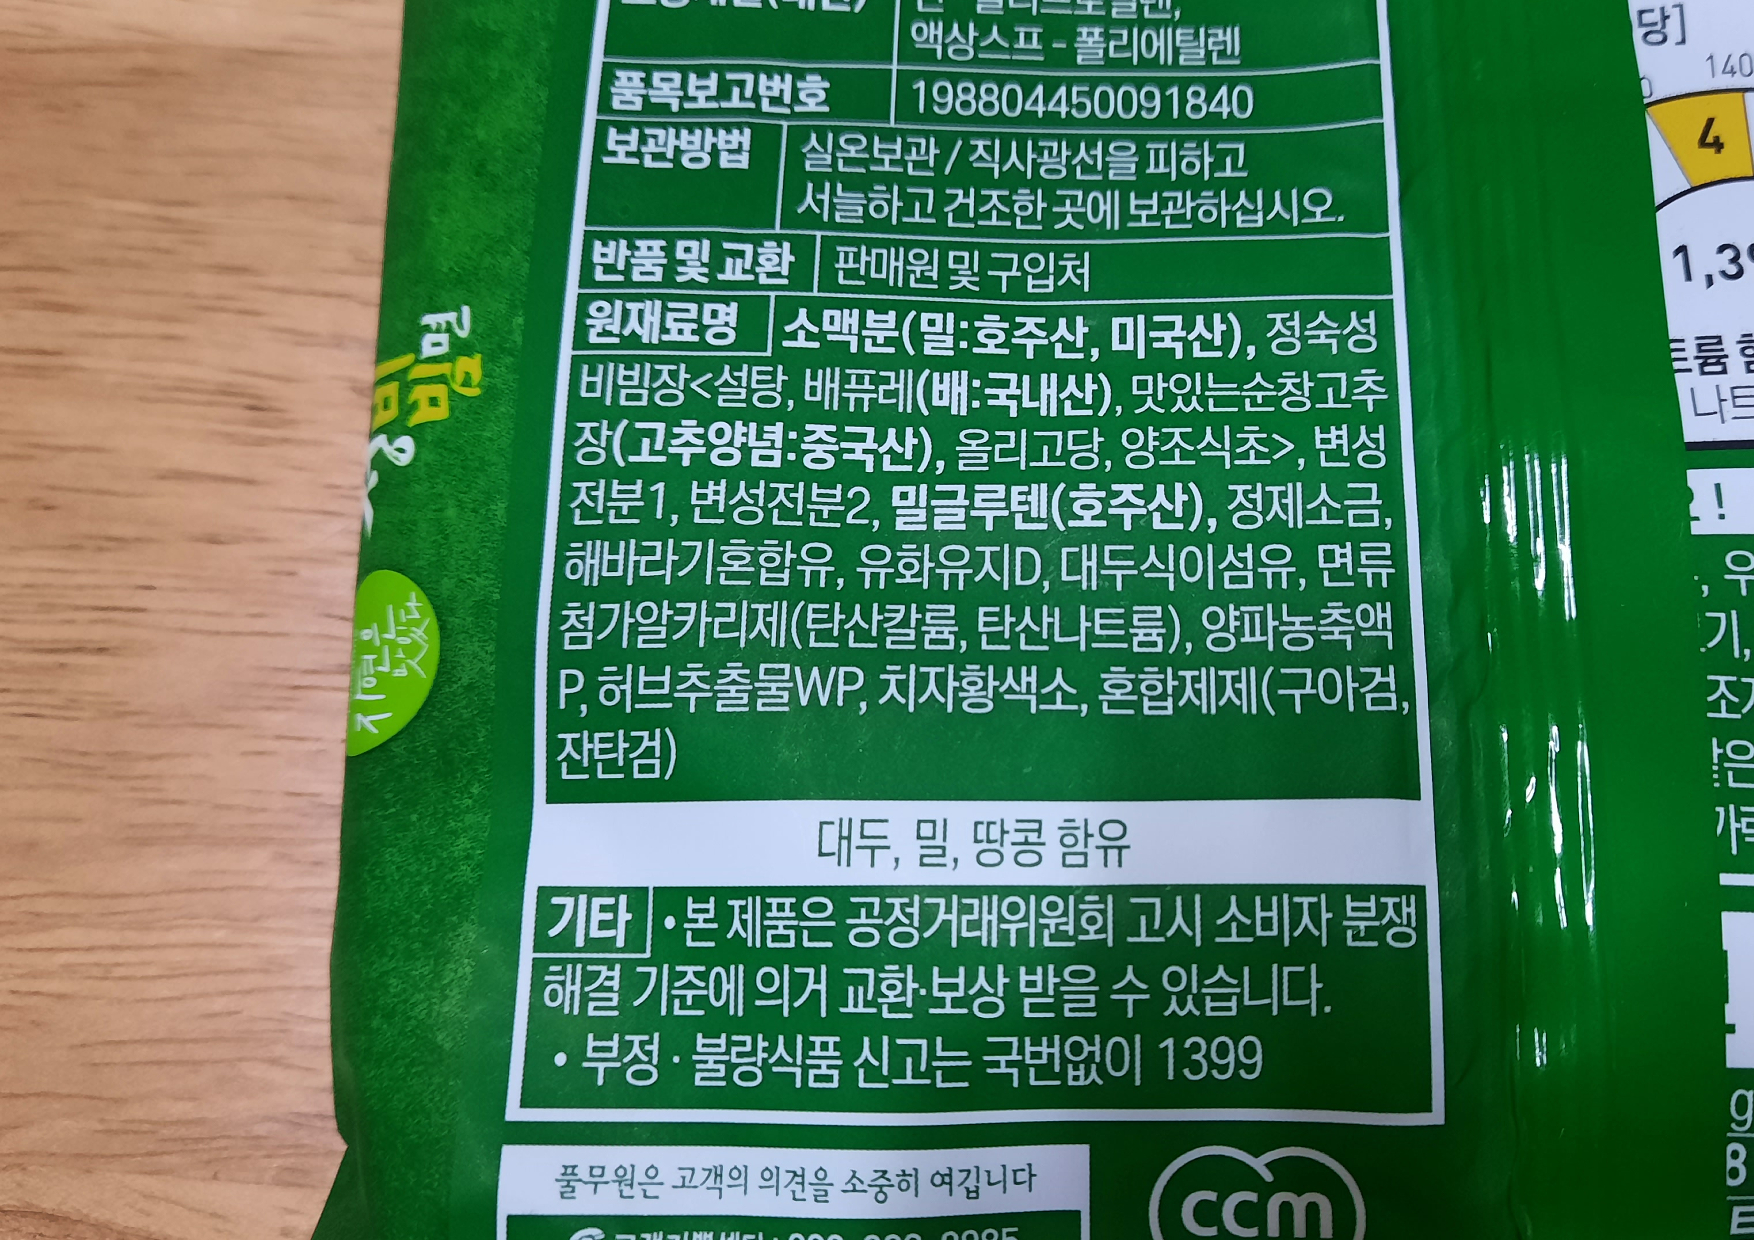 액상스프 - 폴리에틸렌
품목보고번호 198804450091840
보관방법 실온보관 / 직사광선을 피하고
서늘하고 건조한 곳에 보관하십시오.
반품 및 교환 판매원 및 구입처
원재료명 소맥분(밀:호주산, 미국산), 정숙성
비빔장<설탕, 배퓨레(배:국내산), 맛있는순창고추
장(고추양념:중국산), 올리고당, 양조식초>, 변성
전분1, 변성전분2, 밀글루텐(호주산), 정제소금,
해바라기혼합유, 유화유지D, 대두식이섬유, 면류
첨가알카리제(탄산칼륨, 탄산나트륨), 양파농축액
P, 허브추출물WP, 치자황색소, 혼합제제(구아검,
잔탄검)
대두, 밀, 땅콩 함유
기타 • 본 제품은 공정거래위원회 고시 소비자 분쟁
해결 기준에 의거 교환·보상 받을 수 있습니다.
• 부정 · 불량식품 신고는 국번없이 1399
풀무원은 고객의 의견을 소중히 여깁니다
ccm
당]
140
4